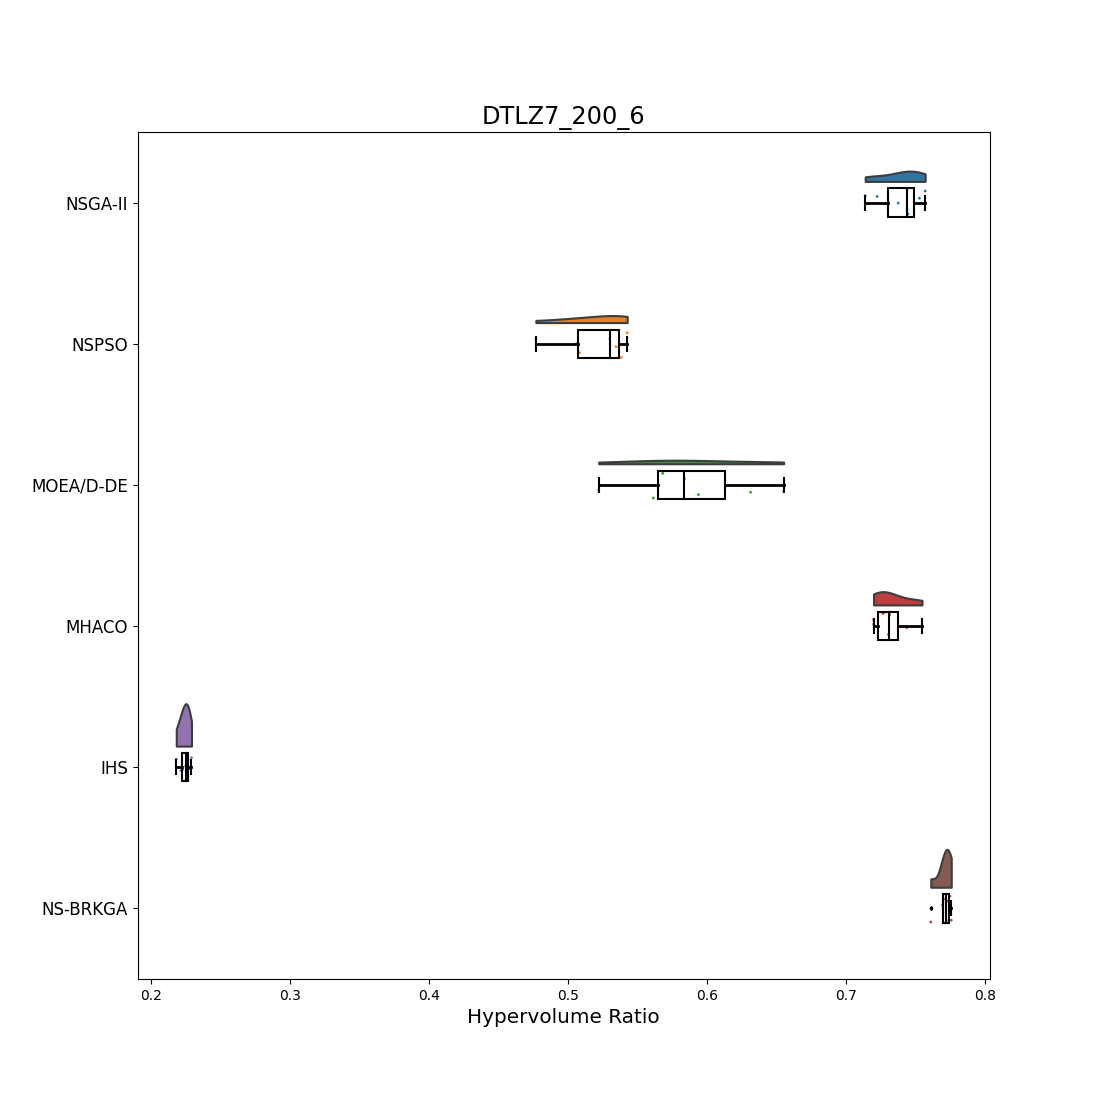 DTLZ7_200_6
NSGA-II
NSPSO
MOEA/D-DE
MHACO
IHS
NS-BRKGA
0.2 0.3 0.4 0.5 0.6 0.7 0.8
Hypervolume Ratio